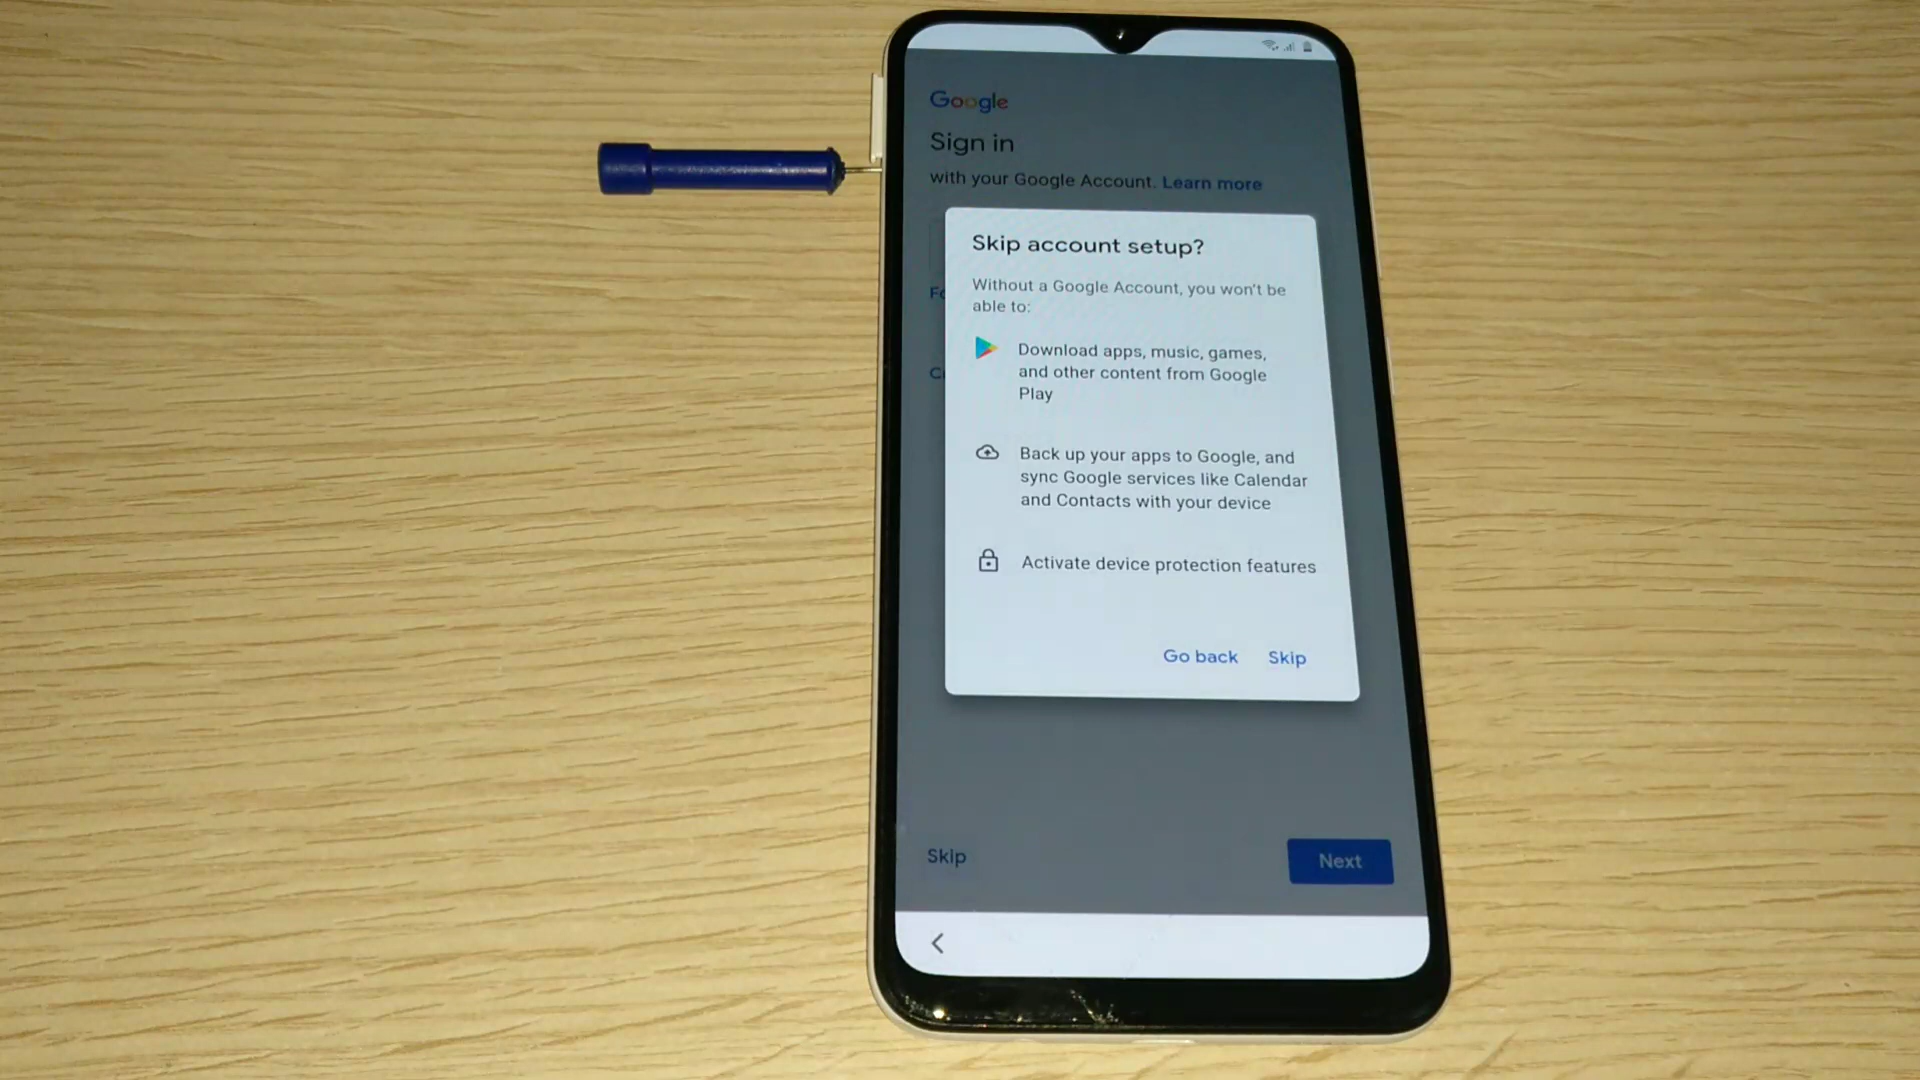 Google
Sign in
with your Google Account. Learn more
Skip account setup?
Without a Google Account, you won't be
able to:
Download apps, music, games,
and other content from Google
Play
Back up your apps to Google, and
sync Google services like Calendar
and Contacts with your device
Activate device protection features
Go back Skip
Skip Next